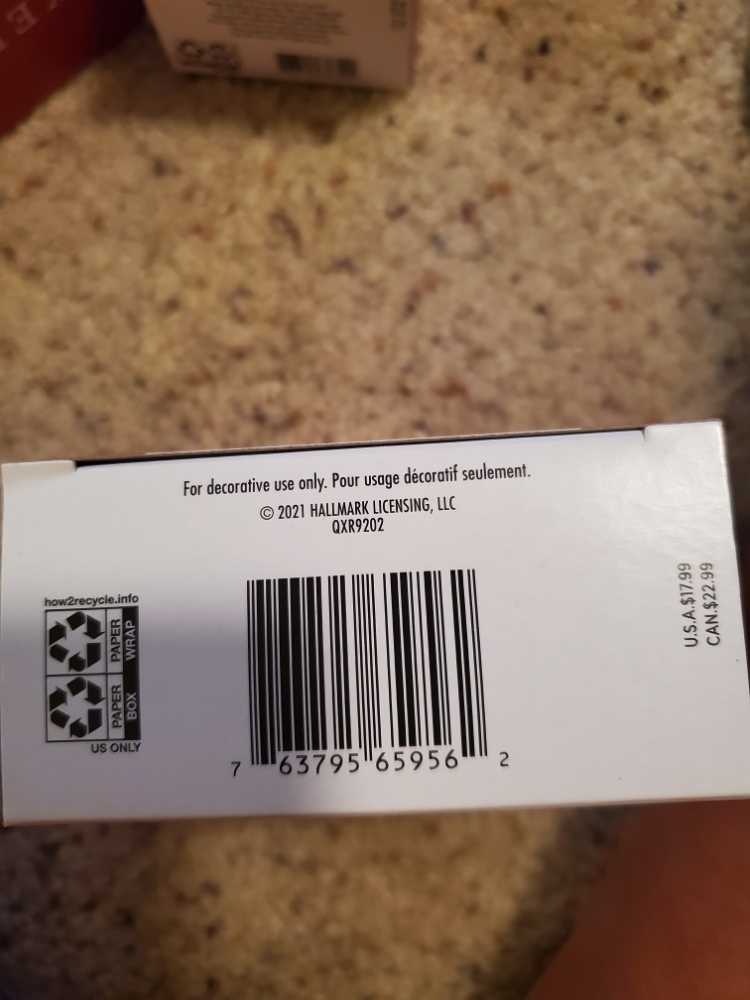 For decorative use only. Pour usage décoratif seulement.
© 2021 HALLMARK LICENSING, LLC
QXR9202
how2recycle.info
PAPER
WRAP
PAPER
BOX
US ONLY
7 63795 65956 2
U.S.A.$17.99
CAN.$22.99